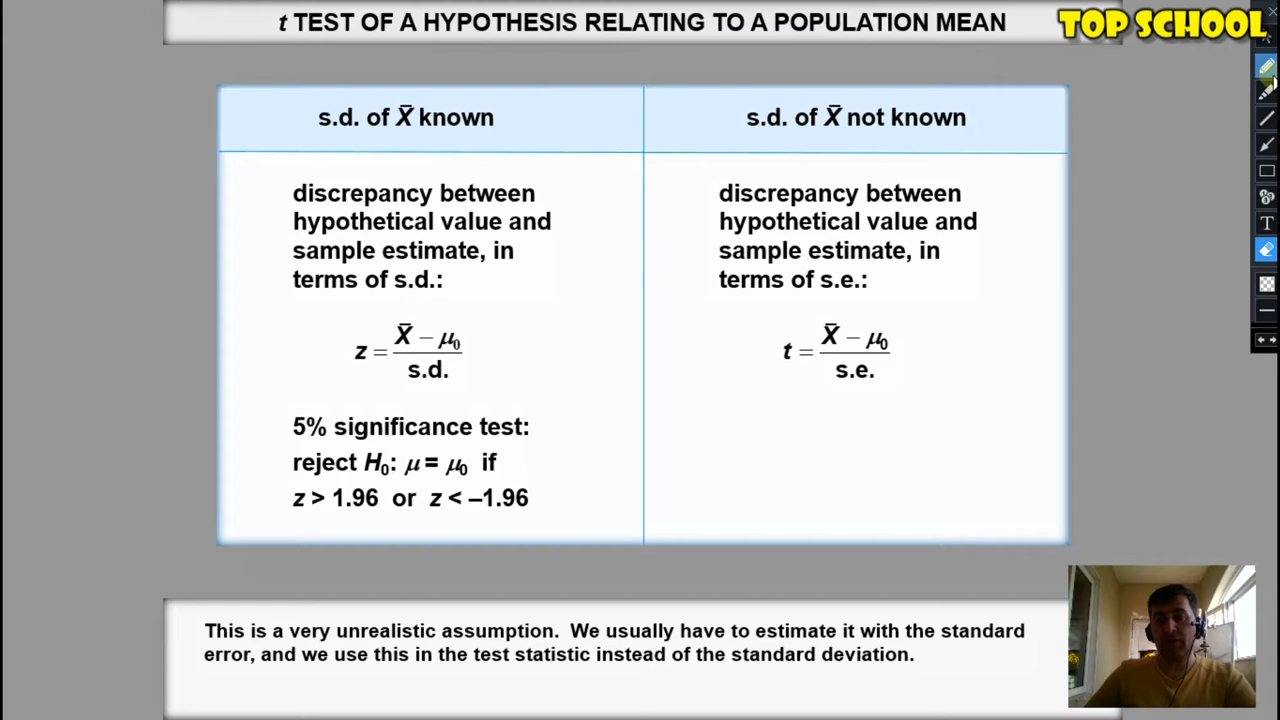 t TEST OF A HYPOTHESIS RELATING TO A POPULATION MEAN
TOP SCHOOL
s.d. of X̄ known
s.d. of X̄ not known
discrepancy between
hypothetical value and
sample estimate, in
terms of s.d.:
z = (X̄ − μ₀) / s.d.
5% significance test:
reject H₀: μ = μ₀ if
z > 1.96 or z < –1.96
discrepancy between
hypothetical value and
sample estimate, in
terms of s.e.:
t = (X̄ − μ₀) / s.e.
This is a very unrealistic assumption. We usually have to estimate it with the standard
error, and we use this in the test statistic instead of the standard deviation.
T